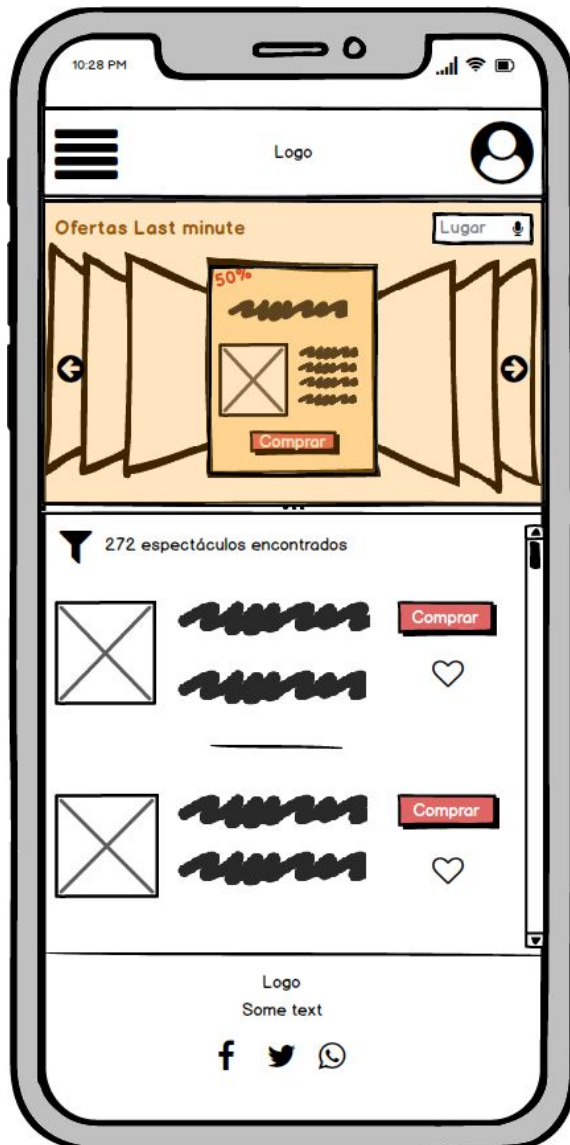 10:28 PM
Logo
Ofertas Last minute
Lugar
50%
Comprar
272 espectáculos encontrados
Comprar
Comprar
Logo
Some text